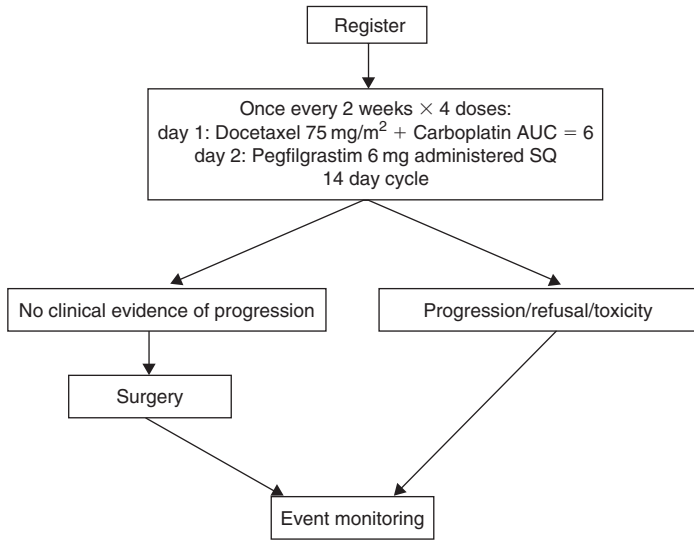 Register
Once every 2 weeks × 4 doses:
day 1: Docetaxel 75 mg/m² + Carboplatin AUC = 6
day 2: Pegfilgrastim 6 mg administered SQ
14 day cycle
No clinical evidence of progression
Progression/refusal/toxicity
Surgery
Event monitoring